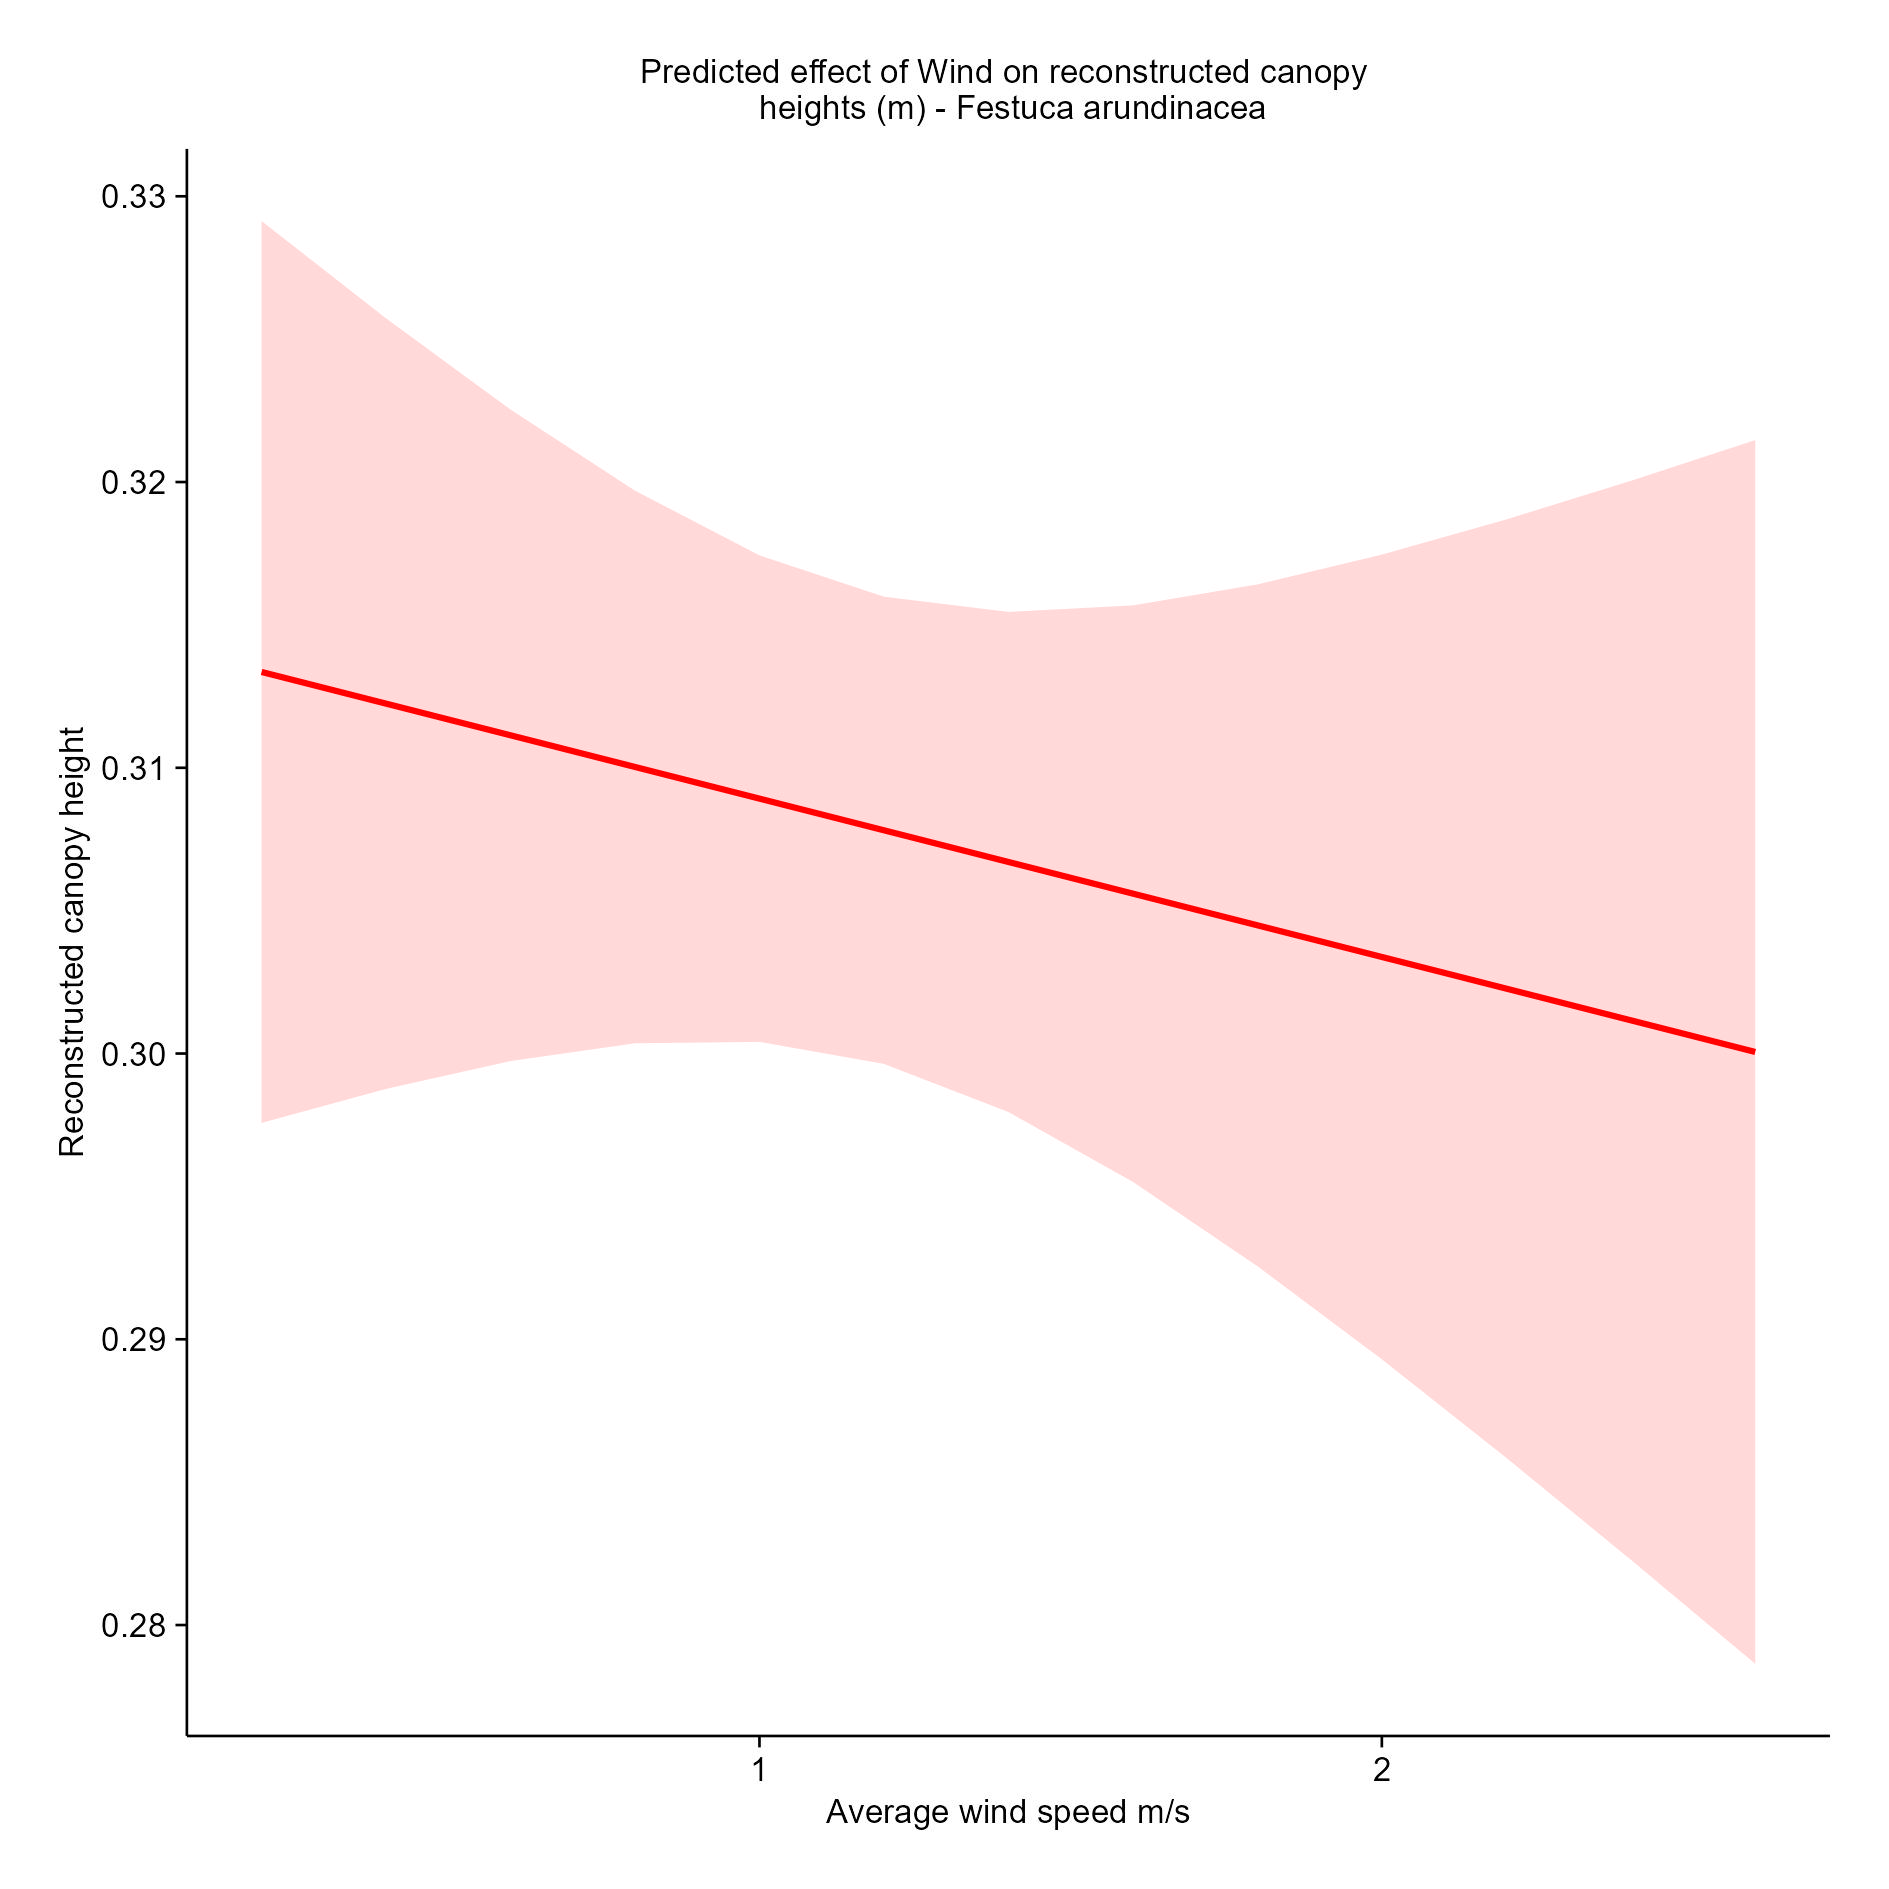 Predicted effect of Wind on reconstructed canopy
heights (m) - Festuca arundinacea
Reconstructed canopy height
0.33
0.32
0.31
0.30
0.29
0.28
1
2
Average wind speed m/s